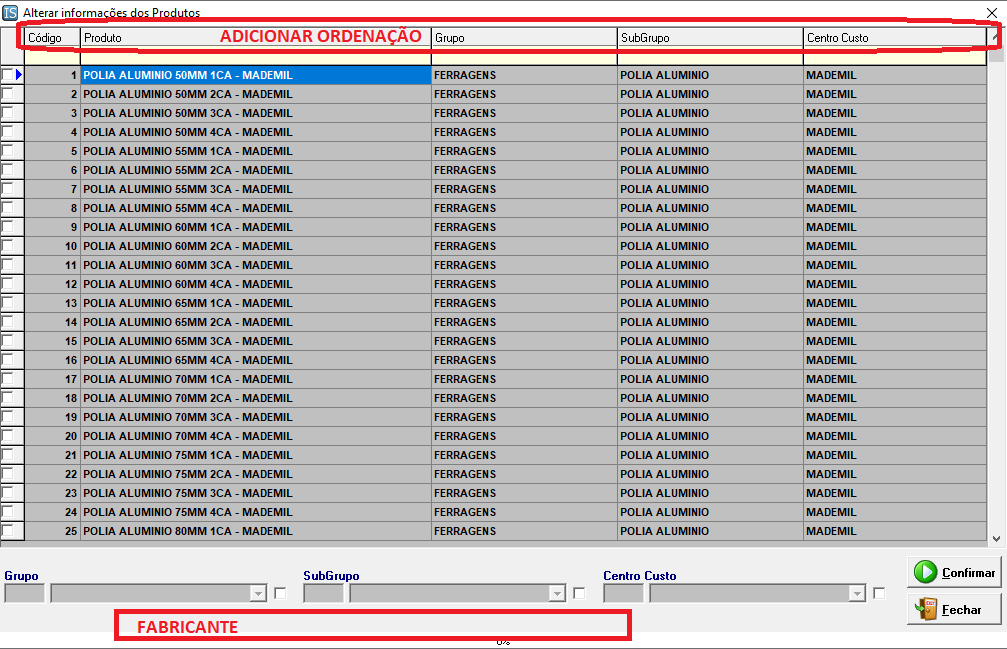 IS Alterar informações dos Produtos
Código Produto ADICIONAR ORDENAÇÃO Grupo SubGrupo Centro Custo
1 POLIA ALUMINIO 50MM 1CA - MADEMIL FERRAGENS POLIA ALUMINIO MADEMIL
2 POLIA ALUMINIO 50MM 2CA - MADEMIL FERRAGENS POLIA ALUMINIO MADEMIL
3 POLIA ALUMINIO 50MM 3CA - MADEMIL FERRAGENS POLIA ALUMINIO MADEMIL
4 POLIA ALUMINIO 50MM 4CA - MADEMIL FERRAGENS POLIA ALUMINIO MADEMIL
5 POLIA ALUMINIO 55MM 1CA - MADEMIL FERRAGENS POLIA ALUMINIO MADEMIL
6 POLIA ALUMINIO 55MM 2CA - MADEMIL FERRAGENS POLIA ALUMINIO MADEMIL
7 POLIA ALUMINIO 55MM 3CA - MADEMIL FERRAGENS POLIA ALUMINIO MADEMIL
8 POLIA ALUMINIO 55MM 4CA - MADEMIL FERRAGENS POLIA ALUMINIO MADEMIL
9 POLIA ALUMINIO 60MM 1CA - MADEMIL FERRAGENS POLIA ALUMINIO MADEMIL
10 POLIA ALUMINIO 60MM 2CA - MADEMIL FERRAGENS POLIA ALUMINIO MADEMIL
11 POLIA ALUMINIO 60MM 3CA - MADEMIL FERRAGENS POLIA ALUMINIO MADEMIL
12 POLIA ALUMINIO 60MM 4CA - MADEMIL FERRAGENS POLIA ALUMINIO MADEMIL
13 POLIA ALUMINIO 65MM 1CA - MADEMIL FERRAGENS POLIA ALUMINIO MADEMIL
14 POLIA ALUMINIO 65MM 2CA - MADEMIL FERRAGENS POLIA ALUMINIO MADEMIL
15 POLIA ALUMINIO 65MM 3CA - MADEMIL FERRAGENS POLIA ALUMINIO MADEMIL
16 POLIA ALUMINIO 65MM 4CA - MADEMIL FERRAGENS POLIA ALUMINIO MADEMIL
17 POLIA ALUMINIO 70MM 1CA - MADEMIL FERRAGENS POLIA ALUMINIO MADEMIL
18 POLIA ALUMINIO 70MM 2CA - MADEMIL FERRAGENS POLIA ALUMINIO MADEMIL
19 POLIA ALUMINIO 70MM 3CA - MADEMIL FERRAGENS POLIA ALUMINIO MADEMIL
20 POLIA ALUMINIO 70MM 4CA - MADEMIL FERRAGENS POLIA ALUMINIO MADEMIL
21 POLIA ALUMINIO 75MM 1CA - MADEMIL FERRAGENS POLIA ALUMINIO MADEMIL
22 POLIA ALUMINIO 75MM 2CA - MADEMIL FERRAGENS POLIA ALUMINIO MADEMIL
23 POLIA ALUMINIO 75MM 3CA - MADEMIL FERRAGENS POLIA ALUMINIO MADEMIL
24 POLIA ALUMINIO 75MM 4CA - MADEMIL FERRAGENS POLIA ALUMINIO MADEMIL
25 POLIA ALUMINIO 80MM 1CA - MADEMIL FERRAGENS POLIA ALUMINIO MADEMIL
Grupo SubGrupo Centro Custo
Confirmar
Fechar
FABRICANTE
0%